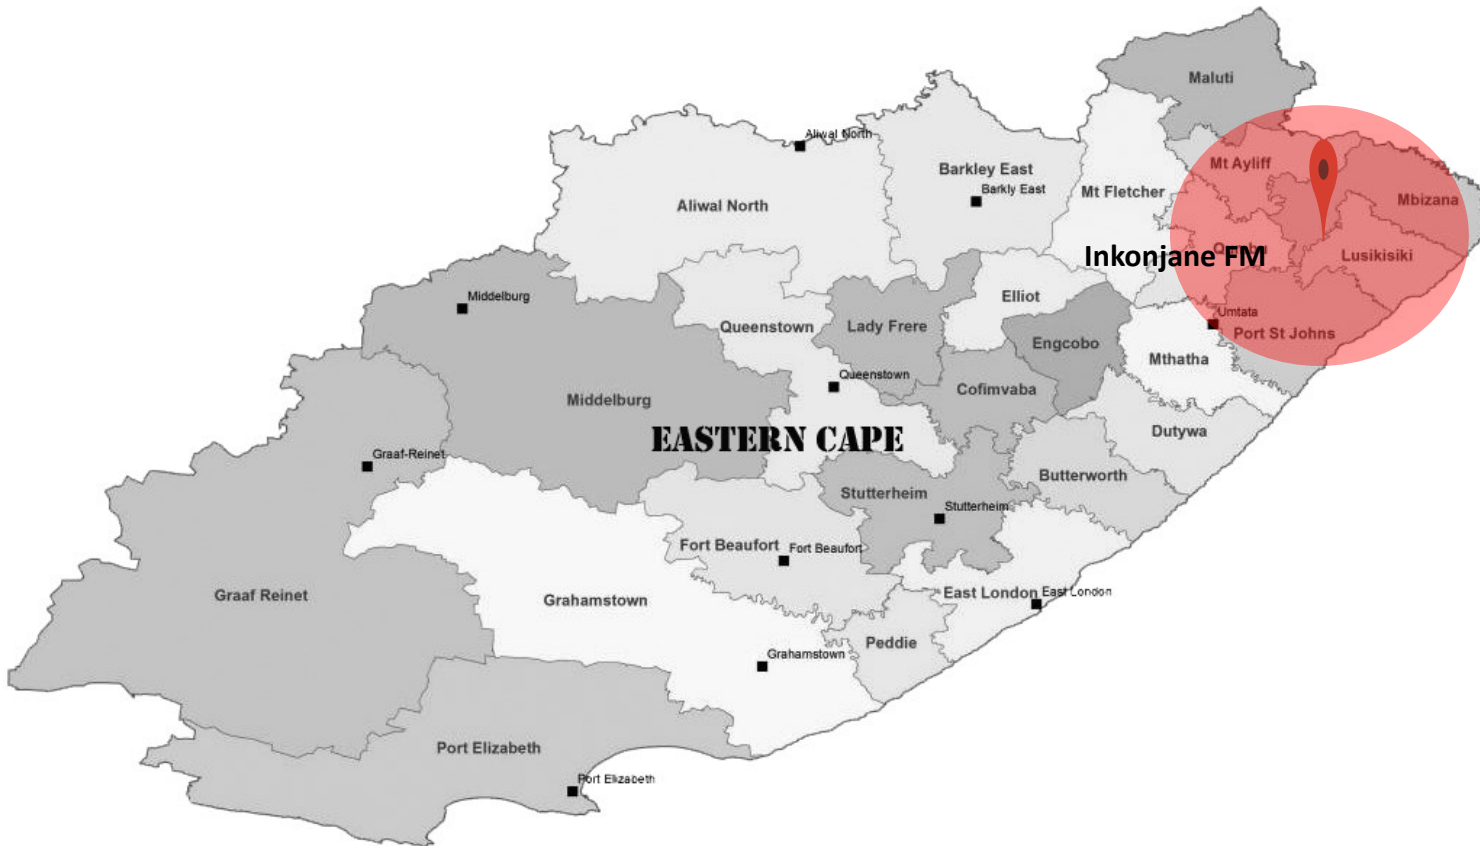 Maluti
Aliwal North
Mt Ayliff
Barkley East
Barkly East
Mt Fletcher
Mbizana
Aliwal North
Inkonjane FM
Lusikisiki
Middelburg
Elliot
Umtata
Queenstown
Lady Frere
Port St Johns
Engcobo
Mthatha
Queenstown
Cofimvaba
Middelburg
EASTERN CAPE
Dutywa
Graaf-Reinet
Butterworth
Stutterheim
Stutterheim
Fort Beaufort
Fort Beaufort
East London
East London
Graaf Reinet
Grahamstown
Peddie
Grahamstown
Port Elizabeth
Port Elizabeth